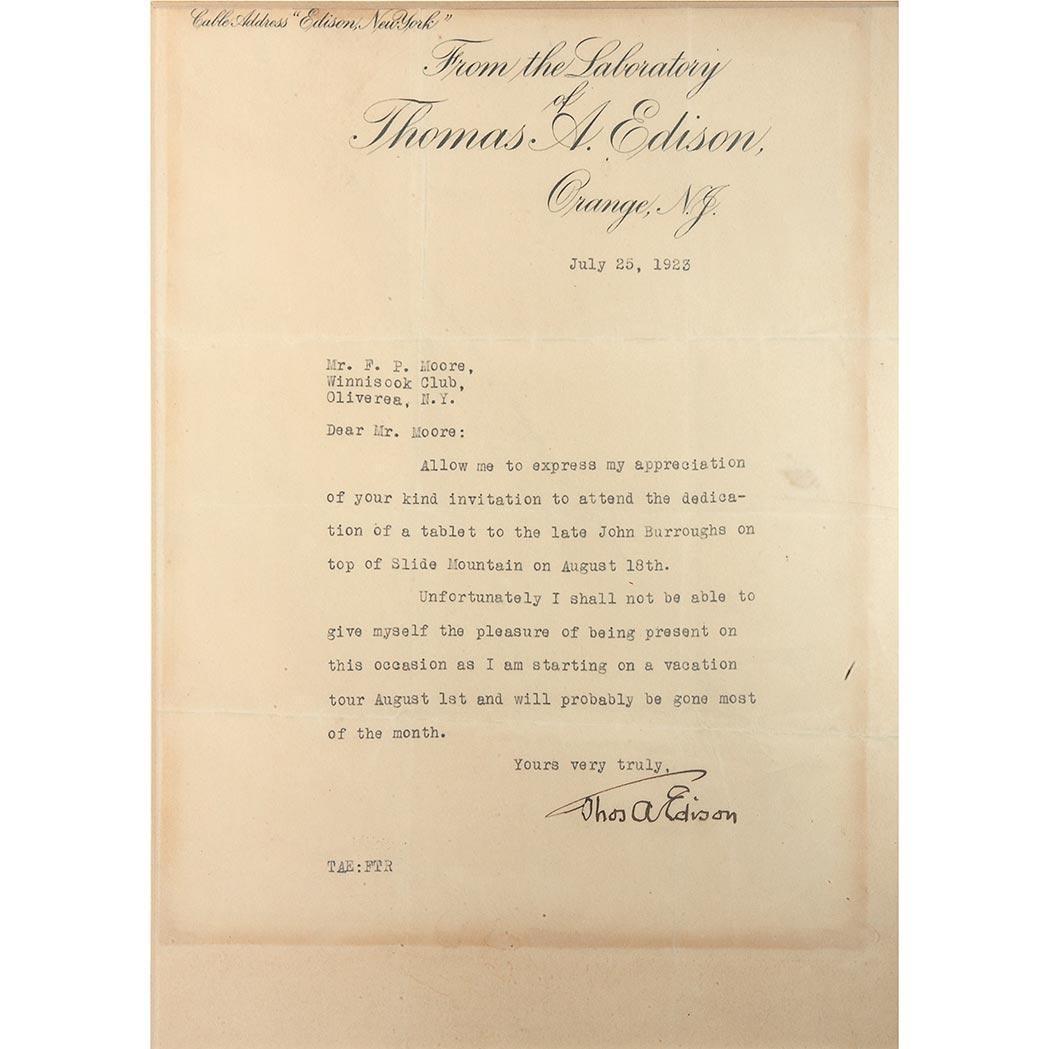 Cable Address "Edison, New York"
From the Laboratory
of
Thomas A. Edison,
Orange, N.J.
July 25, 1923
Mr. F. P. Moore,
Winnisook Club,
Oliverea, N.Y.
Dear Mr. Moore:
Allow me to express my appreciation
of your kind invitation to attend the dedica-
tion of a tablet to the late John Burroughs on
top of Slide Mountain on August 18th.
Unfortunately I shall not be able to
give myself the pleasure of being present on
this occasion as I am starting on a vacation
tour August 1st and will probably be gone most
of the month.
Yours very truly,
Thos A Edison
TAE:FTR